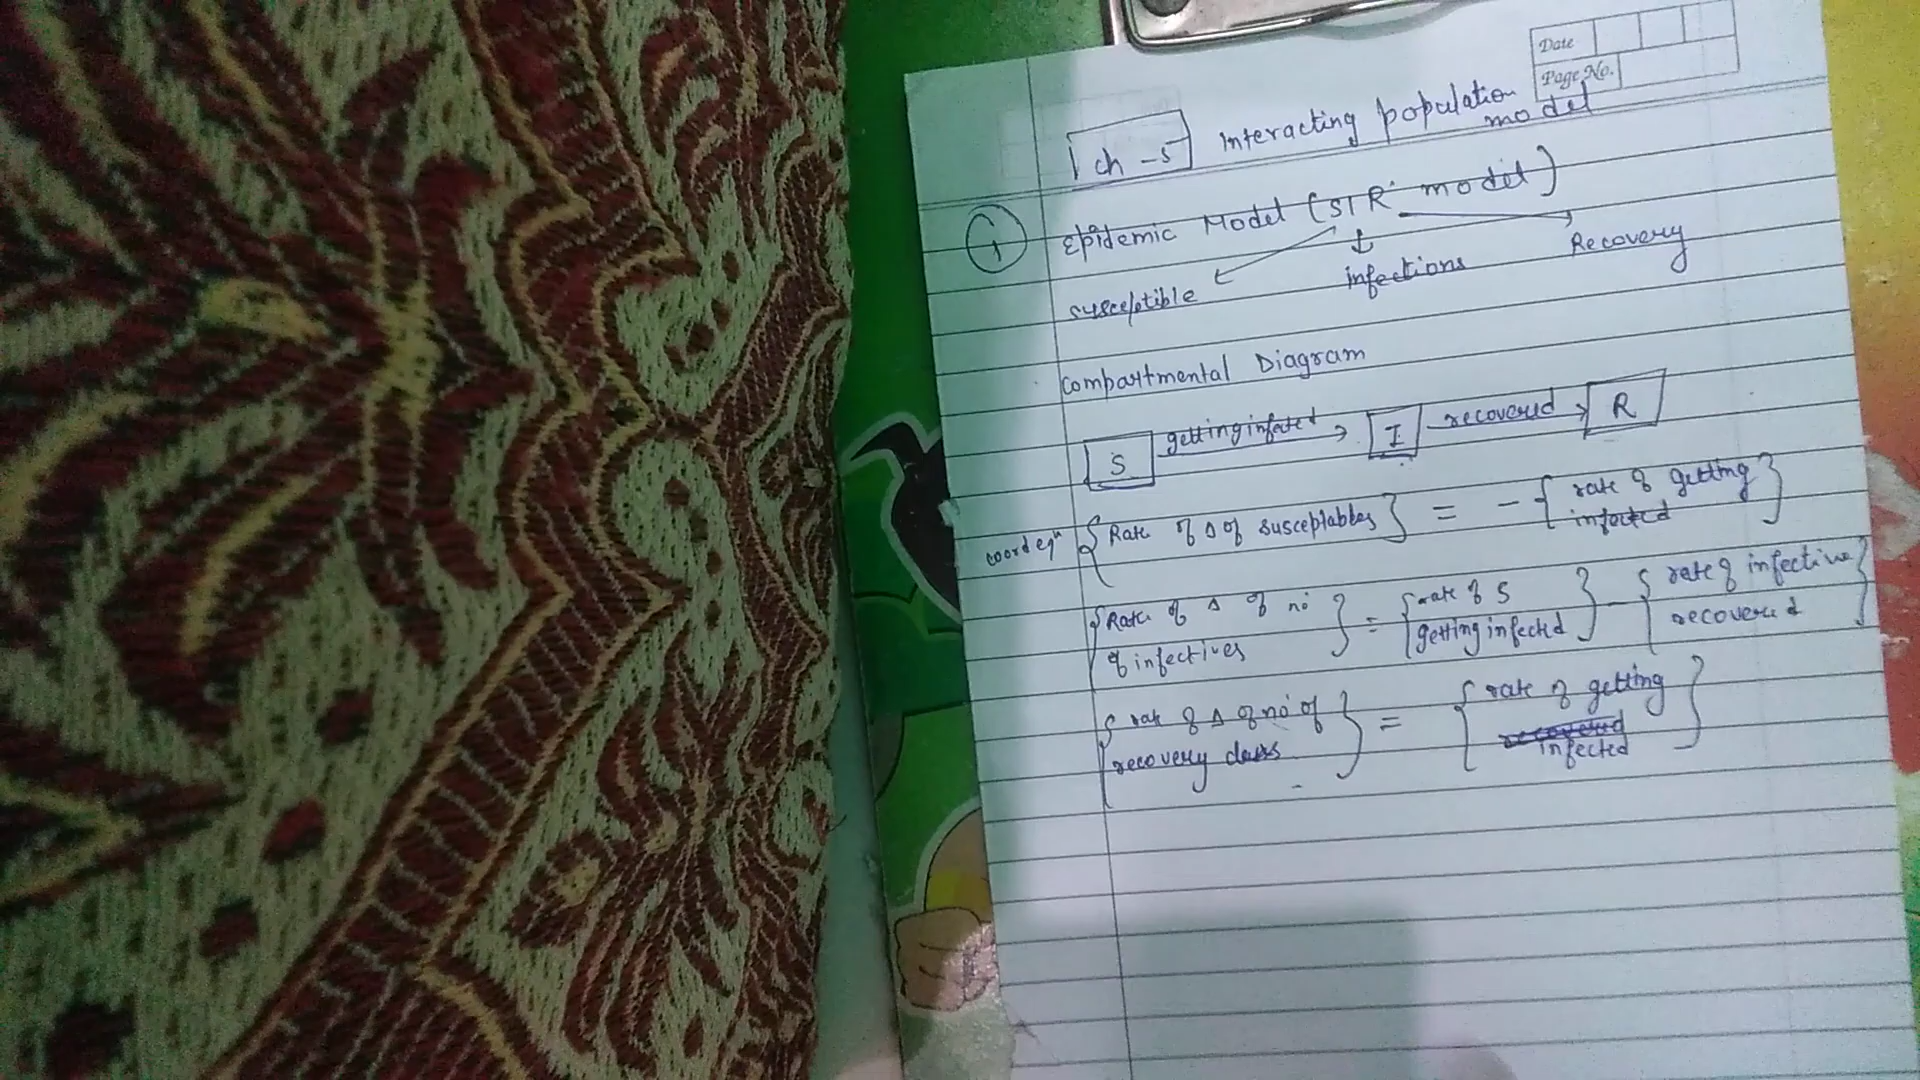 Date
Page No.
ch-5 Interacting population model
1 Epidemic Model (SIR model)
susceptible infections Recovery
Compartmental Diagram
S getting infected → I recovered → R
word eqn { Rate of Δ of susceptables } = - { rate of getting infected }
{ Rate of Δ of no of infectives } = { rate of S getting infected } - { rate of infective recovered }
{ rate of Δ of no of recovery class } = { rate of getting infected }